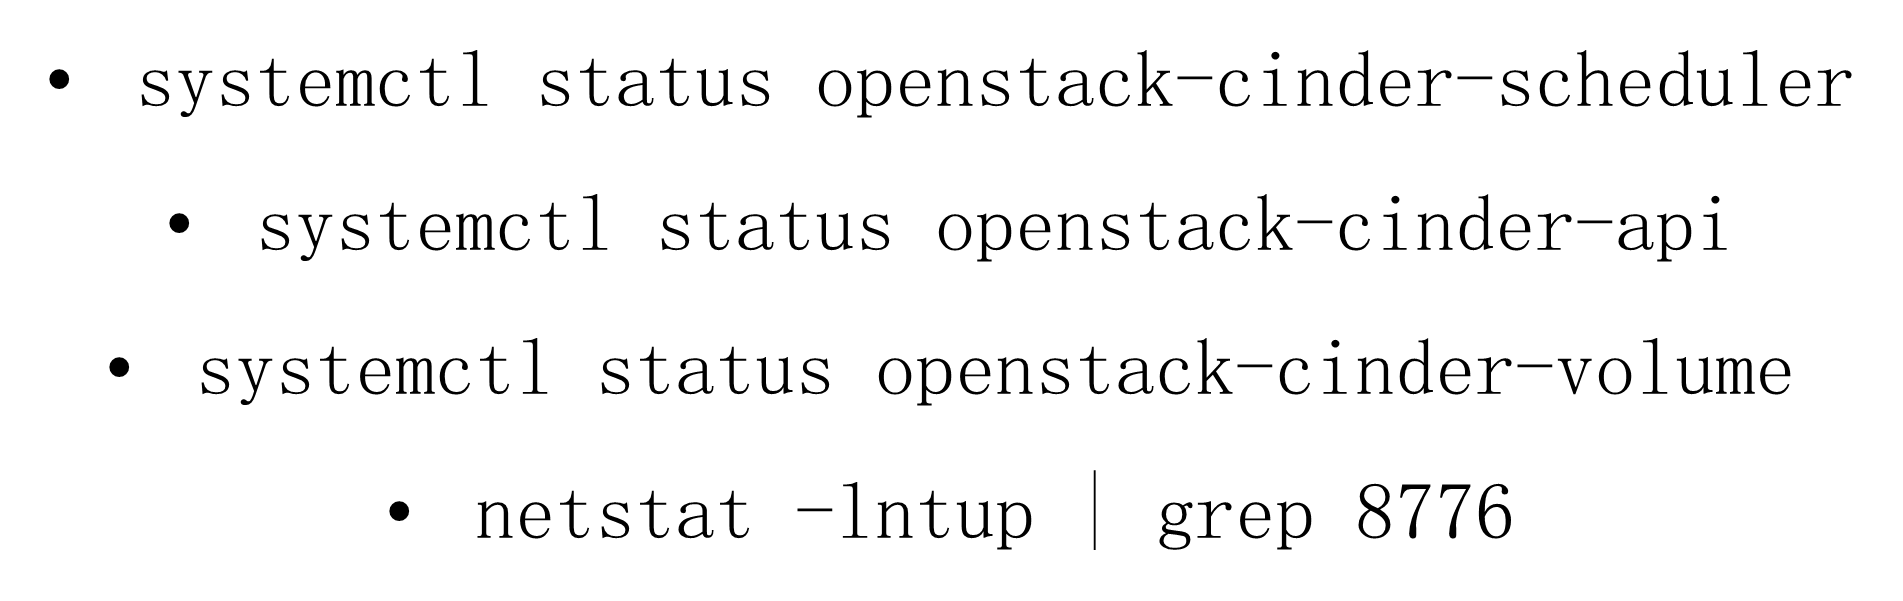 • systemctl status openstack-cinder-scheduler
• systemctl status openstack-cinder-api
• systemctl status openstack-cinder-volume
• netstat -lntup | grep 8776